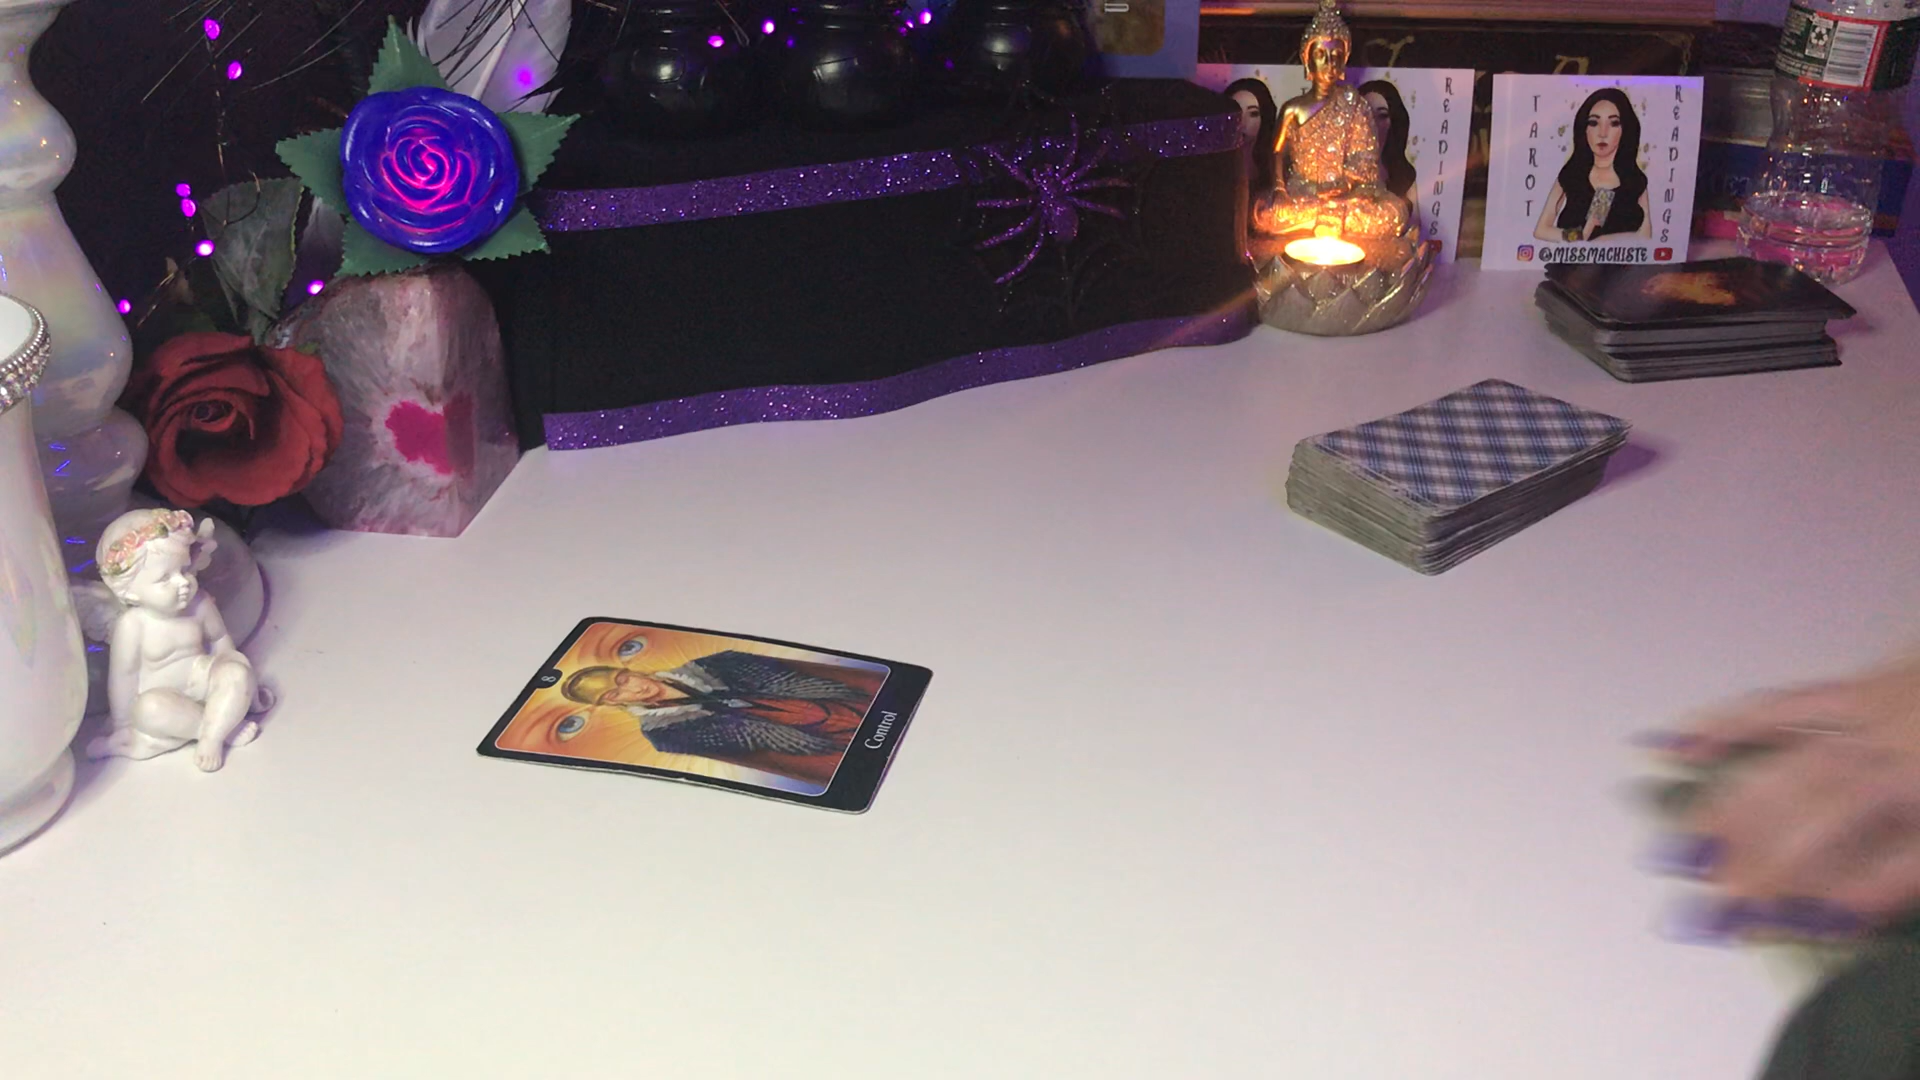 TAROT
READINGS
@MISSMACHISTE
READINGS
8
Control